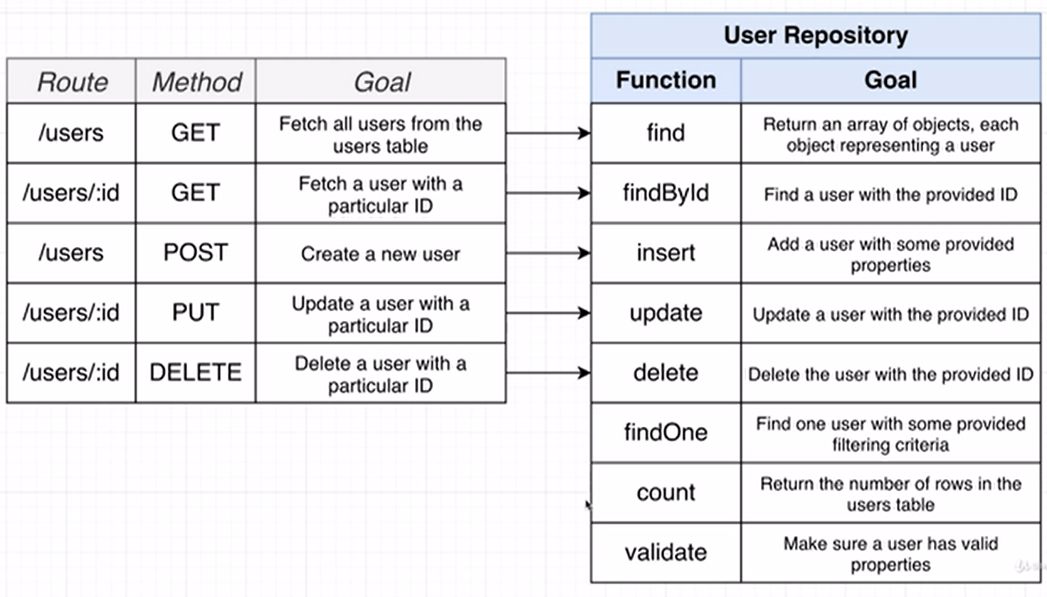 User Repository
Route Method Goal
Function Goal
/users GET Fetch all users from the
users table
find Return an array of objects, each
object representing a user
/users/:id GET Fetch a user with a
particular ID
findById Find a user with the provided ID
/users POST Create a new user
insert Add a user with some provided
properties
/users/:id PUT Update a user with a
particular ID
update Update a user with the provided ID
/users/:id DELETE Delete a user with a
particular ID
delete Delete the user with the provided ID
findOne Find one user with some provided
filtering criteria
count Return the number of rows in the
users table
validate Make sure a user has valid
properties